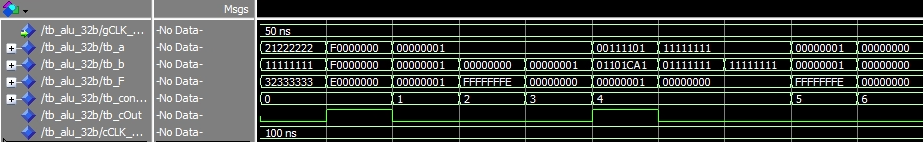 Msgs
/tb_alu_32b/gCLK_... -No Data- 50 ns
/tb_alu_32b/tb_a -No Data- 21222222 F0000000 00000001 00111101 11111111 00000001 00000000
/tb_alu_32b/tb_b -No Data- 11111111 F0000000 00000001 00000000 00000001 01101CA1 01111111 11111111 00000001 00000000
/tb_alu_32b/tb_F -No Data- 32333333 E0000000 00000001 FFFFFFFE 00000000 00000001 00000000 FFFFFFFE 00000000
/tb_alu_32b/tb_con... -No Data- 0 1 2 3 4 5 6
/tb_alu_32b/tb_cOut -No Data-
/tb_alu_32b/cCLK_... -No Data- 100 ns